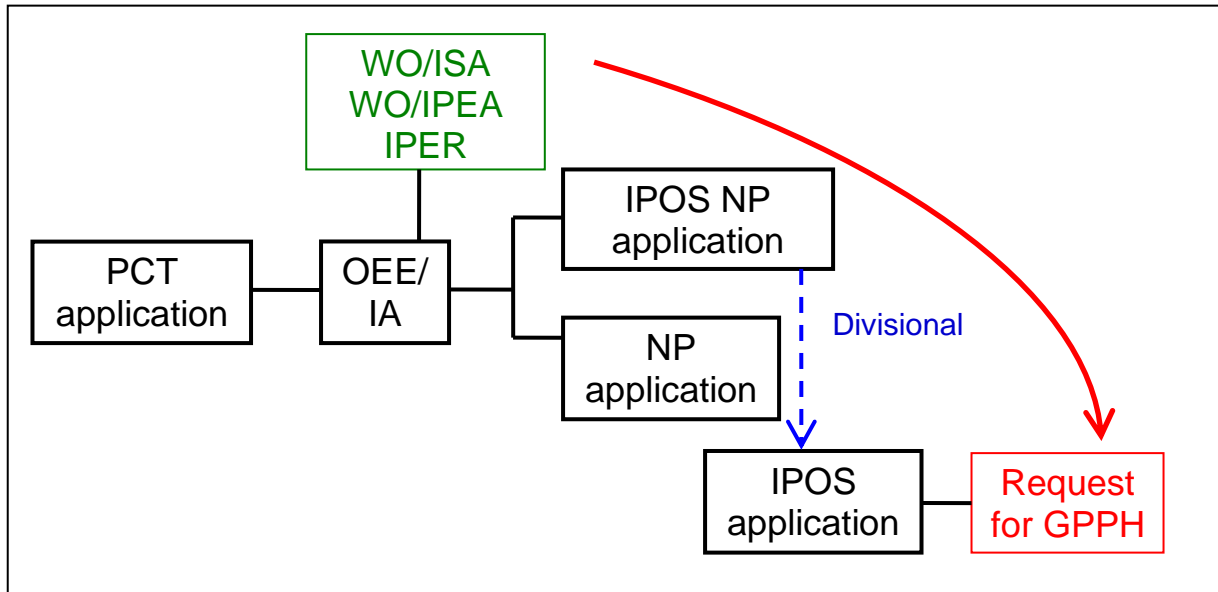 WO/ISA
WO/IPEA
IPER
PCT
application
OEE/
IA
IPOS NP
application
NP
application
Divisional
IPOS
application
Request
for GPPH